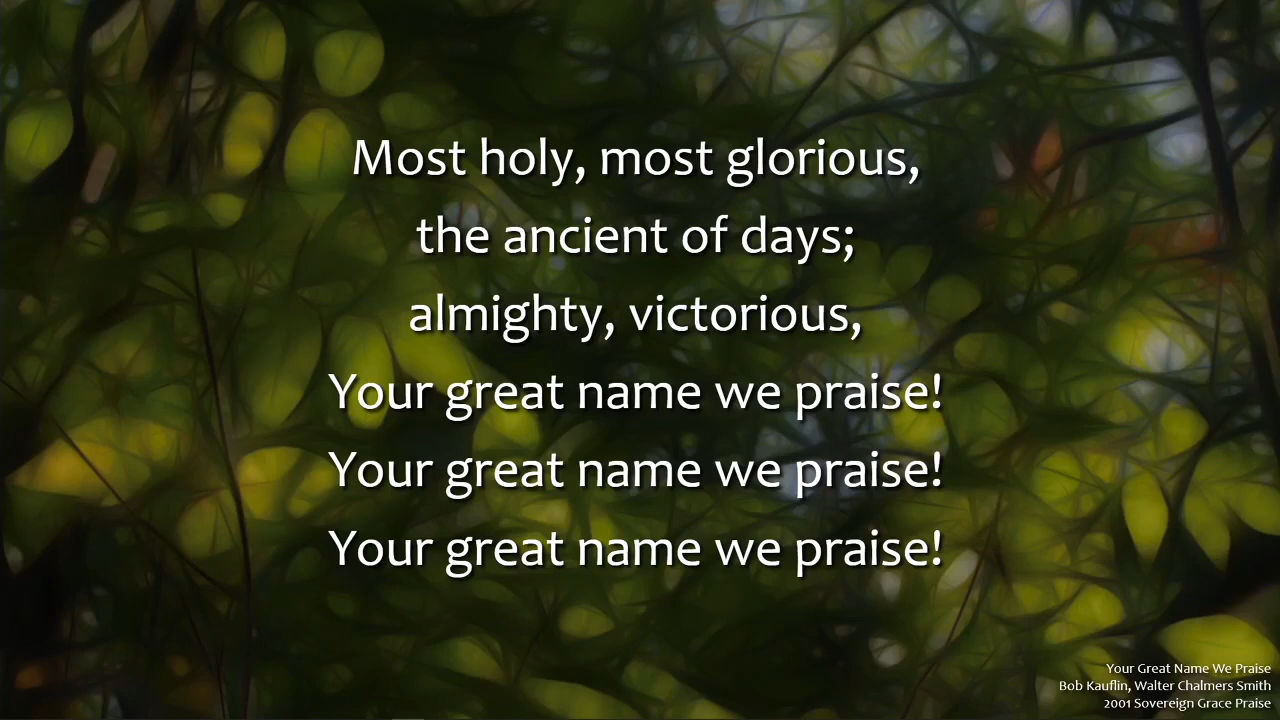 Most holy, most glorious,
the ancient of days;
almighty, victorious,
Your great name we praise!
Your great name we praise!
Your great name we praise!
Your Great Name We Praise
Bob Kauflin, Walter Chalmers Smith
2001 Sovereign Grace Praise